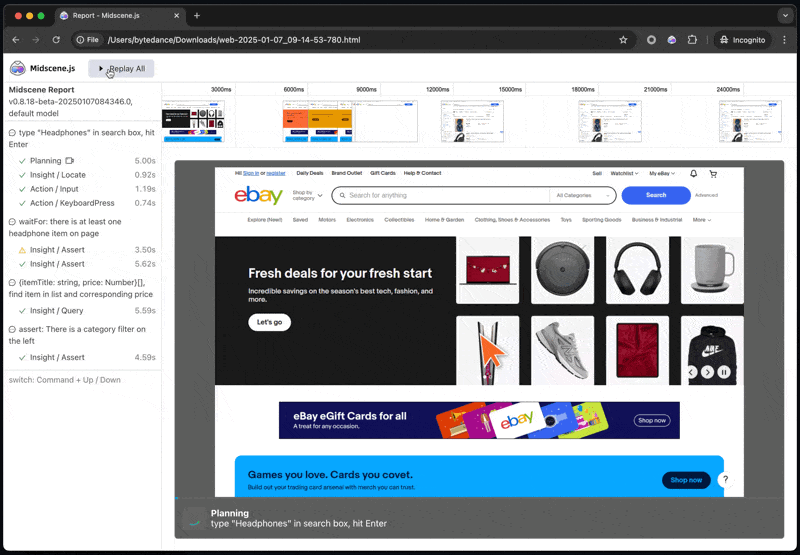 Report - Midscene.js
File
/Users/bytedance/Downloads/web-2025-01-07_09-14-53-780.html
Incognito
Midscene.js
Replay All
Midscene Report
v0.8.18-beta-20250107084346.0,
default model
type "Headphones" in search box, hit
Enter
Planning 5.00s
Insight / Locate 0.92s
Action / Input 1.19s
Action / KeyboardPress 0.74s
waitFor: there is at least one
headphone item on page
Insight / Assert 3.50s
Insight / Assert 5.62s
{itemTitle: string, price: Number}[],
find item in list and corresponding price
Insight / Query 5.59s
assert: There is a category filter on
the left
Insight / Assert 4.59s
switch: Command + Up / Down
3000ms 6000ms 9000ms 12000ms 15000ms 18000ms 21000ms 24000ms
Hi! Sign in or register Daily Deals Brand Outlet Gift Cards Help & Contact Sell Watchlist My eBay
ebay Shop by
category
Search for anything All Categories Search Advanced
Explore (New!) Saved Motors Electronics Collectibles Home & Garden Clothing, Shoes & Accessories Toys Sporting Goods Business & Industrial More
Fresh deals for your fresh start
Incredible savings on the season's best tech, fashion, and
more.
Let's go
NIKE
eBay eGift Cards for all
A treat for any occasion.
ebay
Shop now
Games you love. Cards you covet.
Build out your trading card arsenal with merch you can trust.
Shop now
?
Planning
type "Headphones" in search box, hit Enter